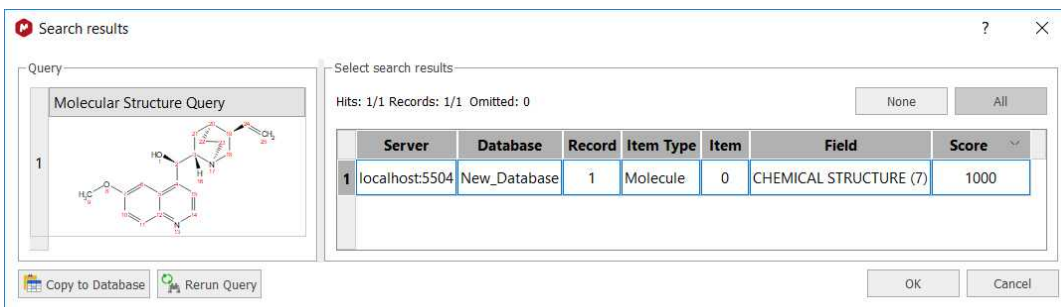 Search results
?
Query
Select search results
Molecular Structure Query
Hits: 1/1 Records: 1/1 Omitted: 0
None
All
Server Database Record Item Type Item Field Score
1 localhost:5504 New_Database 1 Molecule 0 CHEMICAL STRUCTURE (7) 1000
1
HO
N
H
CH2
H3C
O
N
Copy to Database
Rerun Query
OK
Cancel